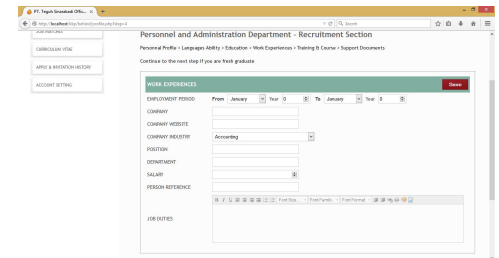 PT. Teguh Sinarabadi Offici...
http://localhost/ktp/behind/profile.php?step=4
Search
JOB MATCHES
CURRICULUM VITAE
APPLY & INVITATION HISTORY
ACCOUNT SETTING
Personnel and Administration Department - Recruitment Section
Personnal Profile > Languages Ability > Education > Work Experiences > Training & Course > Support Documents
Continue to the next step if you are fresh graduate
WORK EXPERIENCES
Save
EMPLOYMENT PERIOD From January Year 0 To January Year 0
COMPANY
COMPANY WEBSITE
COMPANY INDUSTRY Accounting
POSITION
DEPARTMENT
SALARY
PERSON REFERENCE
B I U Font Size... Font Family. Font Format
JOB DUTIES